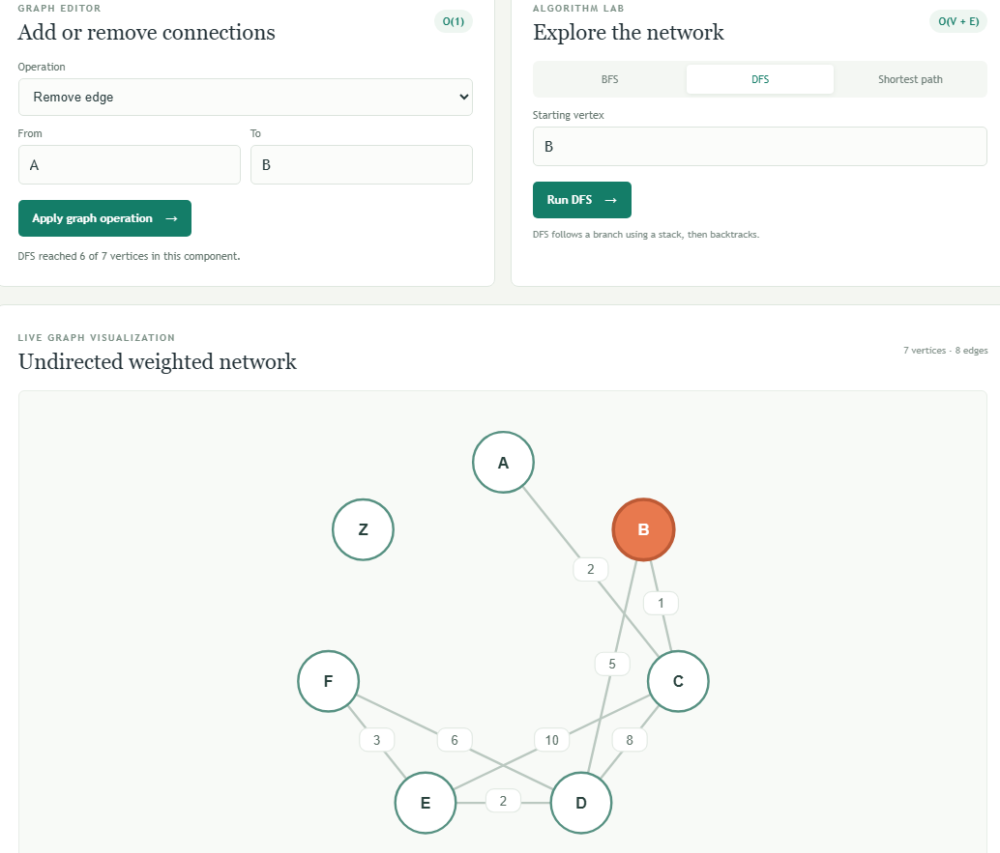 GRAPH EDITOR
Add or remove connections
O(1)
Operation
Remove edge
From
To
A
B
Apply graph operation →
DFS reached 6 of 7 vertices in this component.
ALGORITHM LAB
Explore the network
O(V + E)
BFS
DFS
Shortest path
Starting vertex
B
Run DFS →
DFS follows a branch using a stack, then backtracks.
LIVE GRAPH VISUALIZATION
Undirected weighted network
7 vertices · 8 edges
A
Z
B
2
1
5
F
C
3
6
10
8
E
2
D